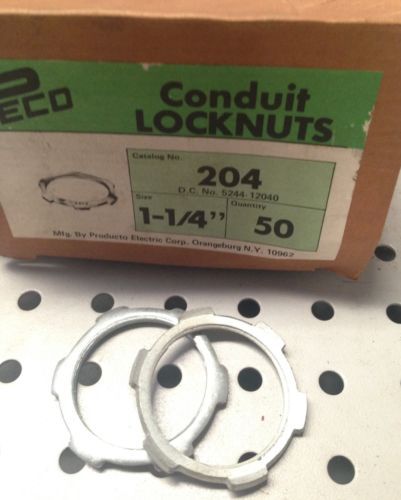 PECO
Conduit
LOCKNUTS
Catalog No.
204
D.C. No. 5244-12040
Size
1-1/4"
Quantity
50
Mfg. By Producto Electric Corp. Orangeburg N.Y. 10962